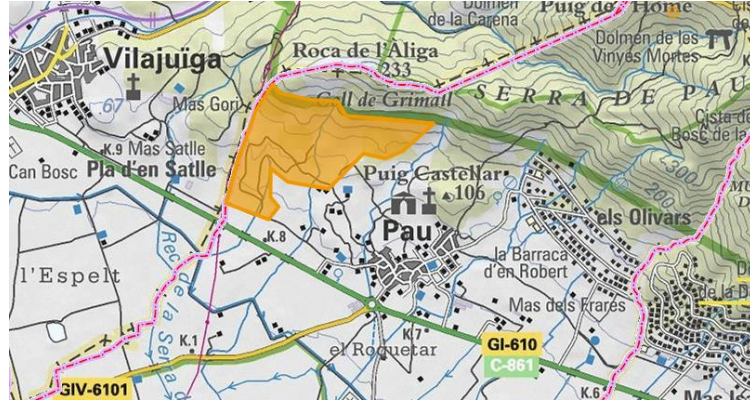 Dolmen
de la Carena
Puig de l'Home
Vilajuïga
Roca de l'Àliga
233
Dolmen de les
Vinyes Mortes
.67
Mas Gori
Coll de Grimall
SERRA DE PAU
Cista de
Bosc de la
K.9
Mas Satlle
Can Bosc
Pla d'en Satlle
Puig Castellar
106
300
200
els Olivars
K.8
Pau
l'Espelt
la Barraca
d'en Robert
Rec de la Serra
Mas dels Frares
K.1
K.7
el Roquetar
GI-610
C-861
GIV-6101
K.6